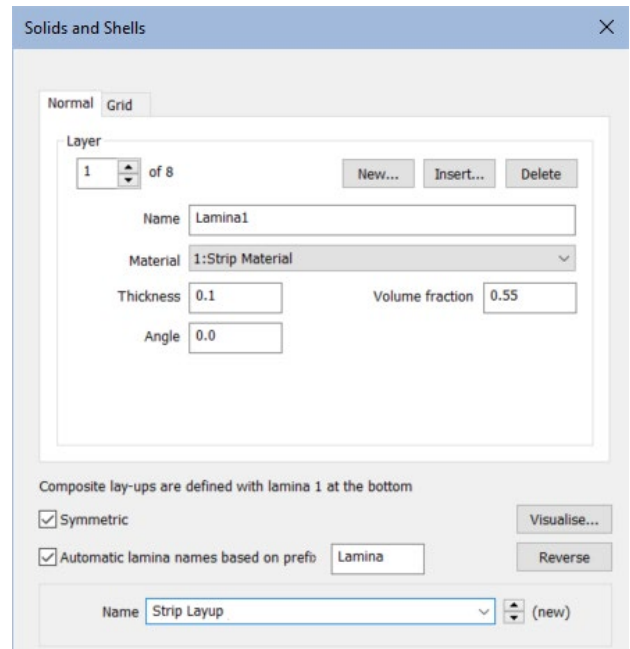 Solids and Shells
Normal Grid
Layer
1 of 8 New... Insert... Delete
Name Lamina1
Material 1:Strip Material
Thickness 0.1 Volume fraction 0.55
Angle 0.0
Composite lay-ups are defined with lamina 1 at the bottom
Symmetric Visualise...
Automatic lamina names based on prefix Lamina Reverse
Name Strip Layup (new)